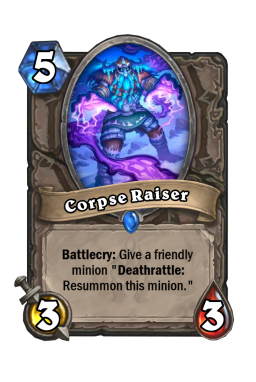 5
Corpse Raiser
Battlecry: Give a friendly
minion "Deathrattle:
Resummon this minion."
3 3